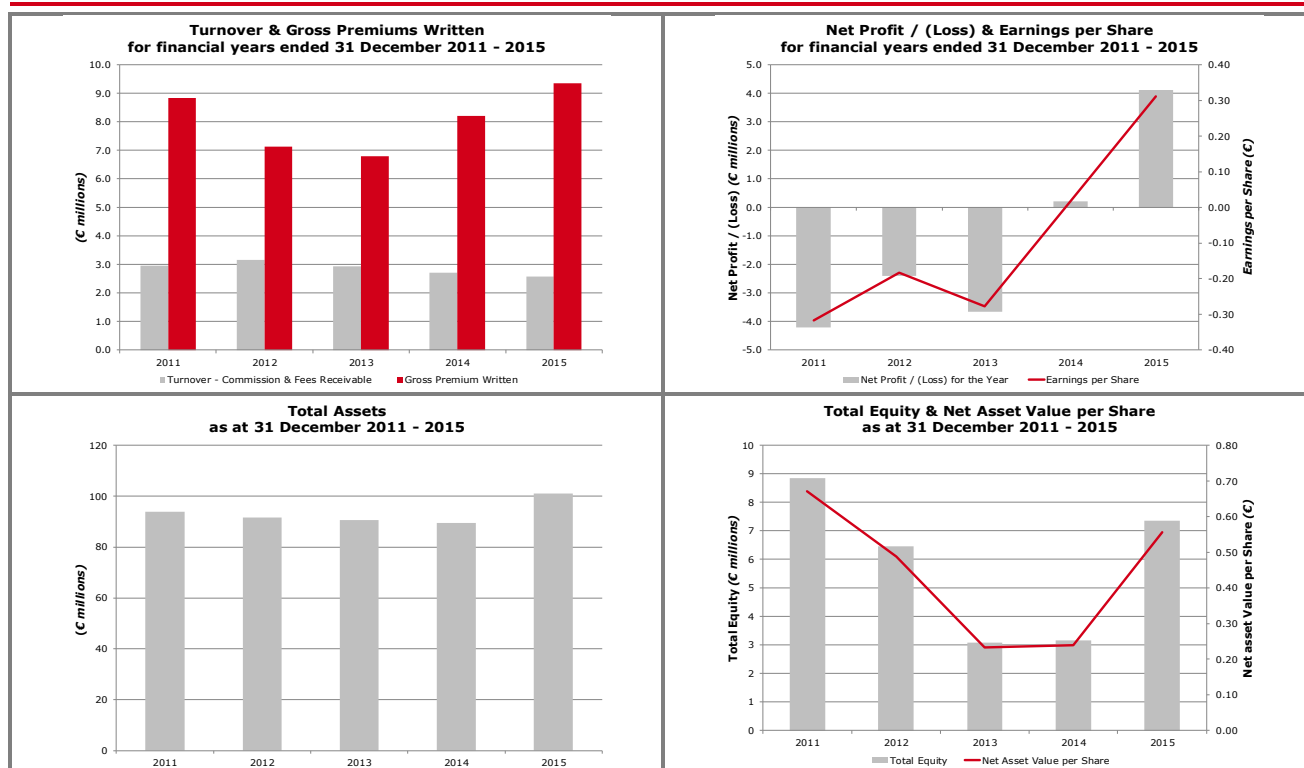 Turnover & Gross Premiums Written
for financial years ended 31 December 2011 - 2015
10.0
9.0
8.0
7.0
6.0
5.0
4.0
3.0
2.0
1.0
0.0
(€ millions)
2011 2012 2013 2014 2015
Turnover - Commission & Fees Receivable Gross Premium Written
Net Profit / (Loss) & Earnings per Share
for financial years ended 31 December 2011 - 2015
5.0 0.40
4.0 0.30
3.0 0.20
2.0 0.10
1.0 0.00
0.0 -0.10
-1.0 -0.20
-2.0 -0.30
-3.0 -0.40
-4.0
-5.0
Net Profit / (Loss) (€ millions)
Earnings per Share (€)
2011 2012 2013 2014 2015
Net Profit / (Loss) for the Year Earnings per Share
Total Assets
as at 31 December 2011 - 2015
120
100
80
60
40
20
0
(€ millions)
2011 2012 2013 2014 2015
Total Equity & Net Asset Value per Share
as at 31 December 2011 - 2015
10 0.80
9 0.70
8 0.60
7 0.50
6 0.40
5 0.30
4 0.20
3 0.10
2 0.00
1
0
Total Equity (€ millions)
Net asset Value per Share (€)
2011 2012 2013 2014 2015
Total Equity Net Asset Value per Share